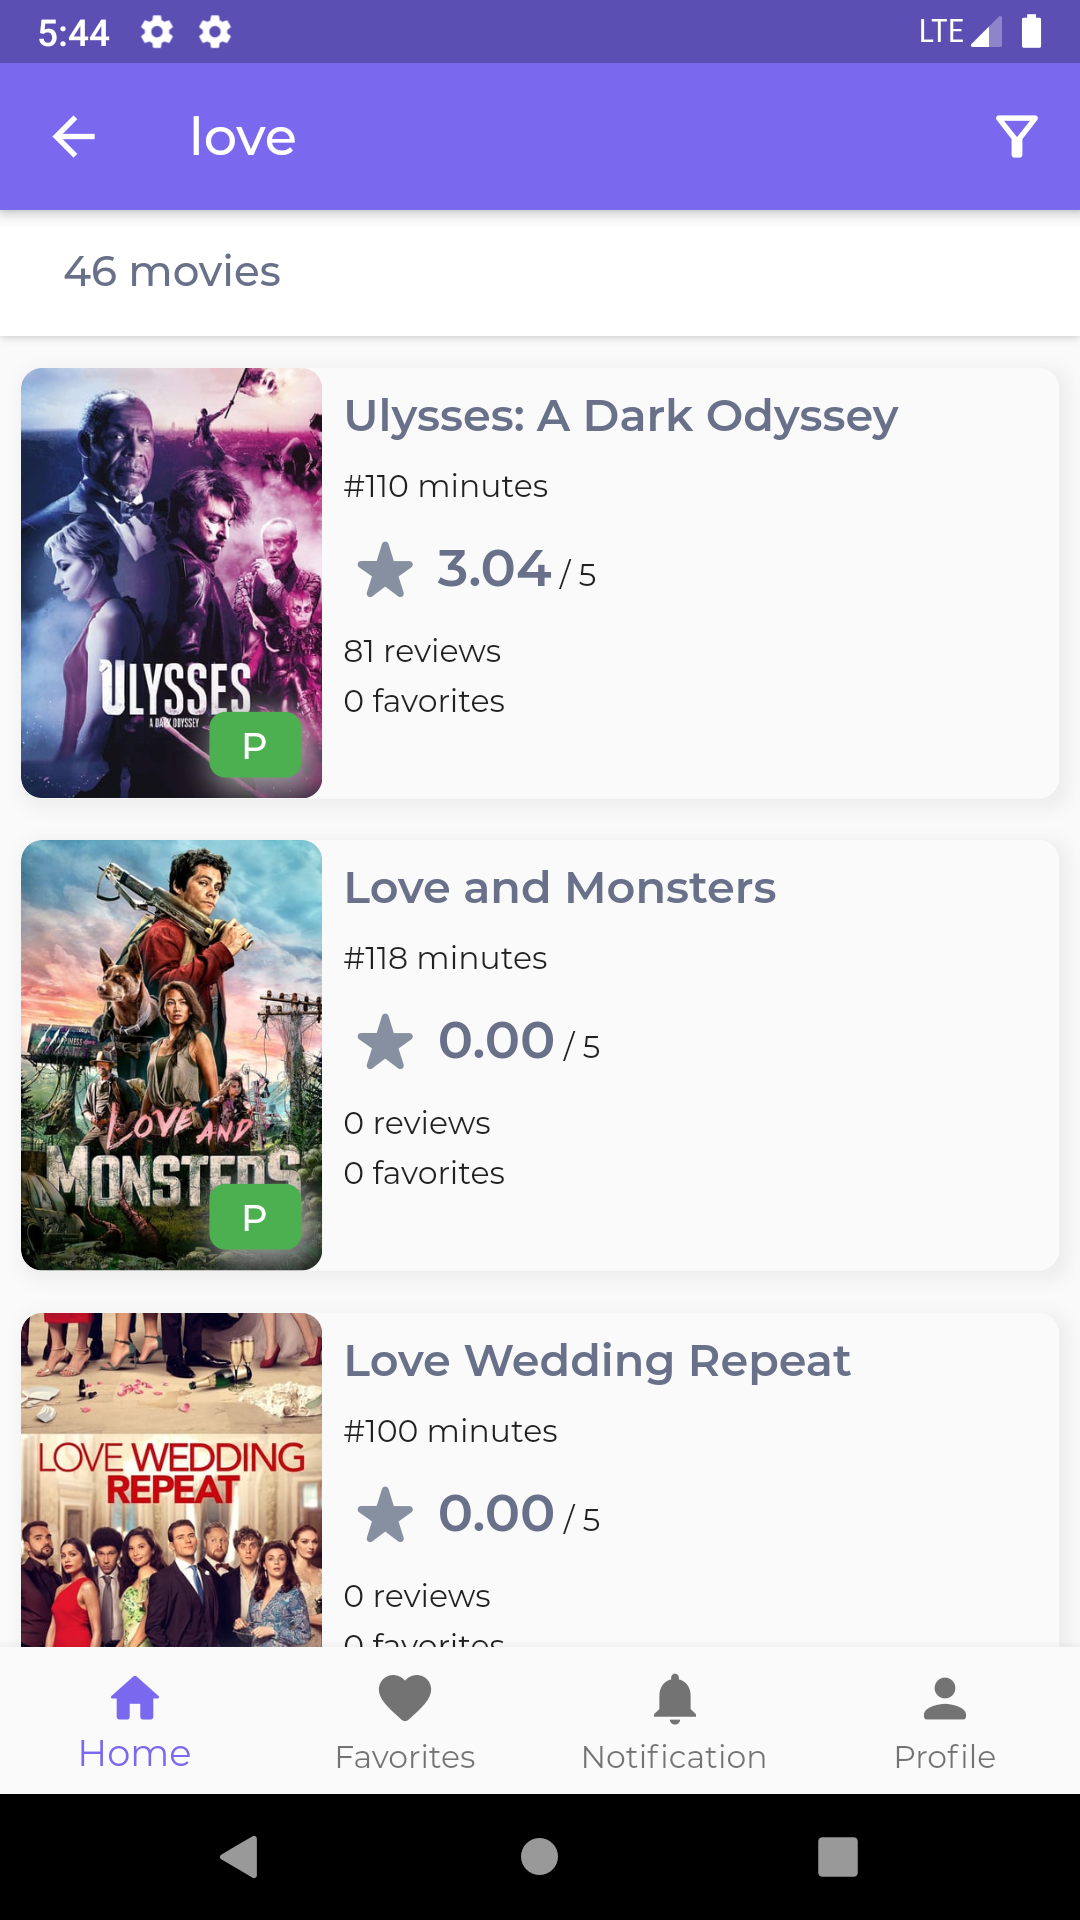 5:44
LTE
love
46 movies
ULYSSES
A DARK ODYSSEY
P
Ulysses: A Dark Odyssey
#110 minutes
3.04 / 5
81 reviews
0 favorites
LOVE AND
MONSTERS
P
Love and Monsters
#118 minutes
0.00 / 5
0 reviews
0 favorites
LOVE WEDDING
REPEAT
Love Wedding Repeat
#100 minutes
0.00 / 5
0 reviews
0 favorites
Home
Favorites
Notification
Profile